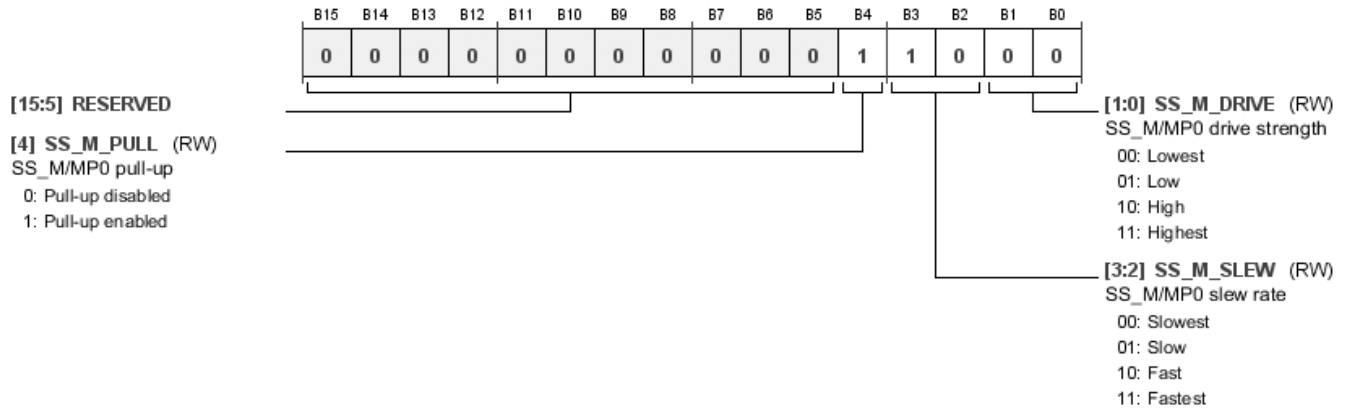 B15 B14 B13 B12 B11 B10 B9 B8 B7 B6 B5 B4 B3 B2 B1 B0
0 0 0 0 0 0 0 0 0 0 0 1 1 0 0 0
[15:5] RESERVED
[4] SS_M_PULL (RW)
SS_M/MP0 pull-up
0: Pull-up disabled
1: Pull-up enabled
[1:0] SS_M_DRIVE (RW)
SS_M/MP0 drive strength
00: Lowest
01: Low
10: High
11: Highest
[3:2] SS_M_SLEW (RW)
SS_M/MP0 slew rate
00: Slowest
01: Slow
10: Fast
11: Fastest